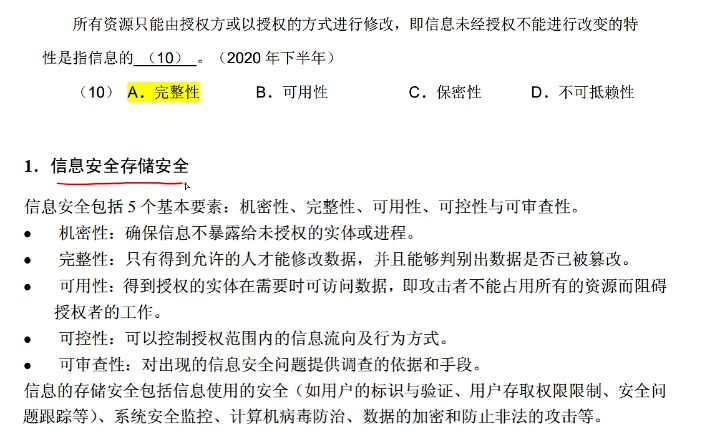 所有资源只能由授权方或以授权的方式进行修改，即信息未经授权不能进行改变的特
性是指信息的 （10） 。（2020 年下半年）
（10） A．完整性 B．可用性 C．保密性 D．不可抵赖性
1．信息安全存储安全
信息安全包括 5 个基本要素：机密性、完整性、可用性、可控性与可审查性。
● 机密性：确保信息不暴露给未授权的实体或进程。
● 完整性：只有得到允许的人才能修改数据，并且能够判别出数据是否已被篡改。
● 可用性：得到授权的实体在需要时可访问数据，即攻击者不能占用所有的资源而阻碍
授权者的工作。
● 可控性：可以控制授权范围内的信息流向及行为方式。
● 可审查性：对出现的信息安全问题提供调查的依据和手段。
信息的存储安全包括信息使用的安全（如用户的标识与验证、用户存取权限限制、安全问
题跟踪等）、系统安全监控、计算机病毒防治、数据的加密和防止非法的攻击等。